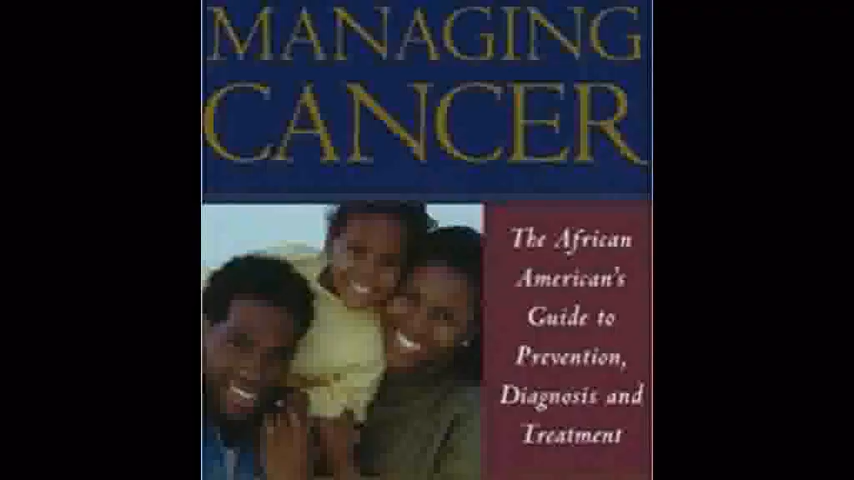 MANAGING
CANCER
The African
American's
Guide to
Prevention,
Diagnosis and
Treatment